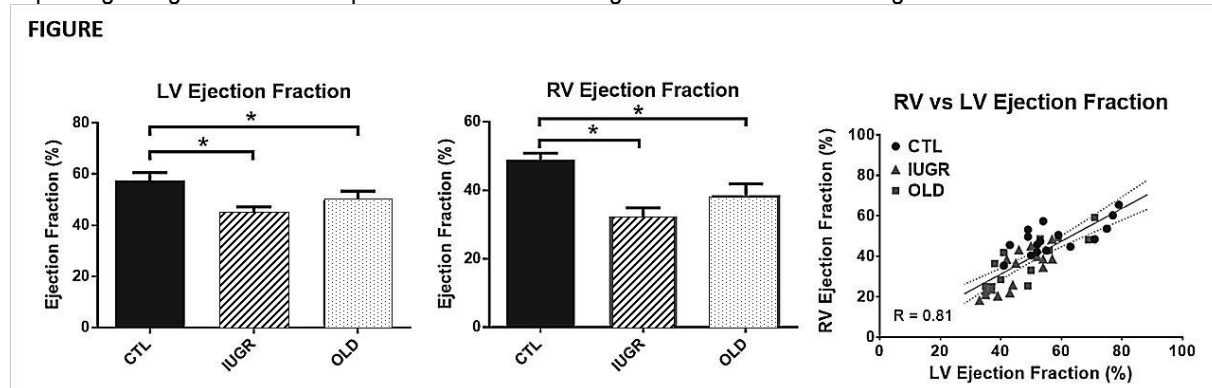 FIGURE
LV Ejection Fraction
Ejection Fraction (%)
80
60
40
20
0
*
*
CTL
IUGR
OLD
RV Ejection Fraction
Ejection Fraction (%)
60
40
20
0
*
*
CTL
IUGR
OLD
RV vs LV Ejection Fraction
RV Ejection Fraction (%)
100
80
60
40
20
0
CTL
IUGR
OLD
R = 0.81
0 20 40 60 80 100
LV Ejection Fraction (%)